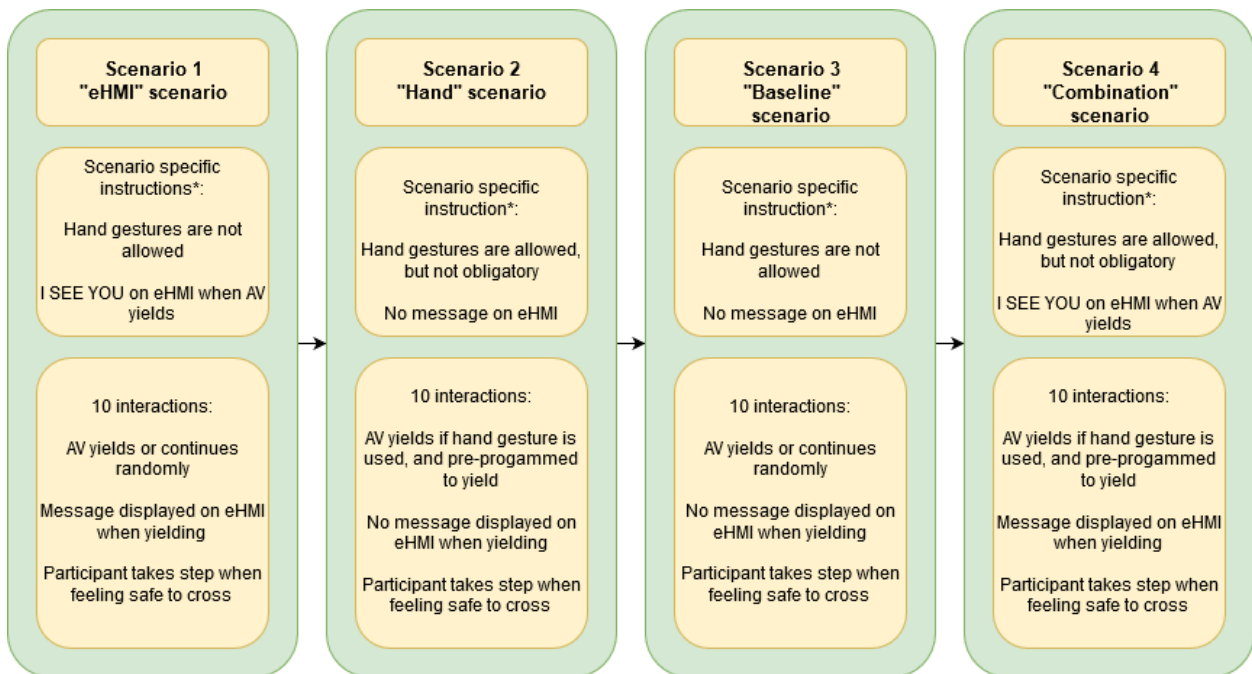 Scenario 1
"eHMI" scenario
Scenario specific
instructions*:
Hand gestures are not
allowed
I SEE YOU on eHMI when AV
yields
10 interactions:
AV yields or continues
randomly
Message displayed on eHMI
when yielding
Participant takes step when
feeling safe to cross
Scenario 2
"Hand" scenario
Scenario specific
instruction*:
Hand gestures are allowed,
but not obligatory
No message on eHMI
10 interactions:
AV yields if hand gesture is
used, and pre-progammed
to yield
No message displayed on
eHMI when yielding
Participant takes step when
feeling safe to cross
Scenario 3
"Baseline"
scenario
Scenario specific
instruction*:
Hand gestures are not
allowed
No message on eHMI
10 interactions:
AV yields or continues
randomly
No message displayed on
eHMI when yielding
Participant takes step when
feeling safe to cross
Scenario 4
"Combination"
scenario
Scenario specific
instruction*:
Hand gestures are allowed,
but not obligatory
I SEE YOU on eHMI when AV
yields
10 interactions:
AV yields if hand gesture is
used, and pre-progammed
to yield
Message displayed on eHMI
when yielding
Participant takes step when
feeling safe to cross